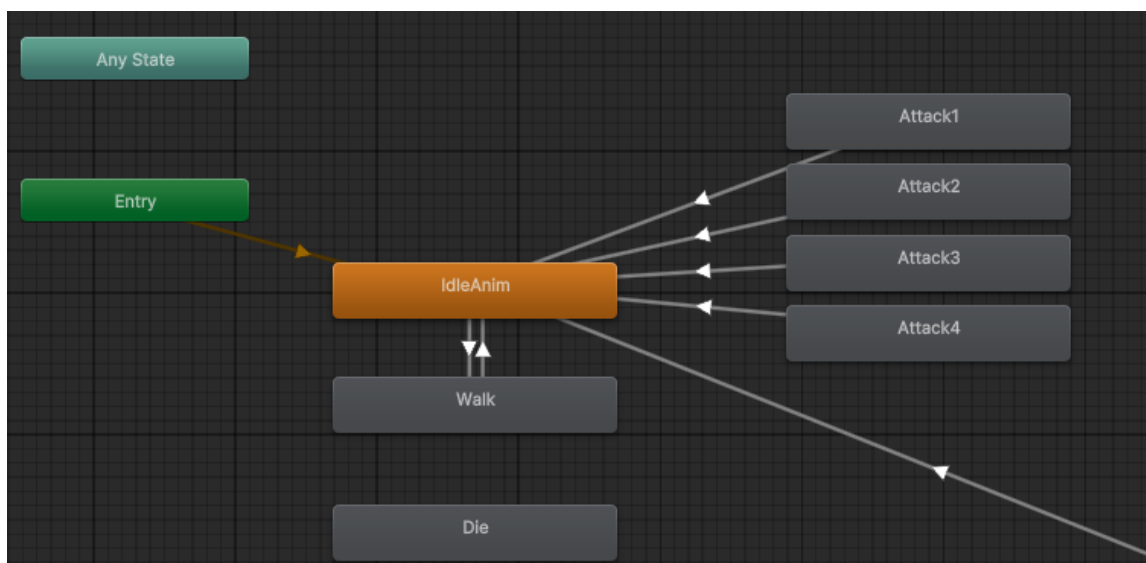 Any State
Entry
IdleAnim
Walk
Die
Attack1
Attack2
Attack3
Attack4